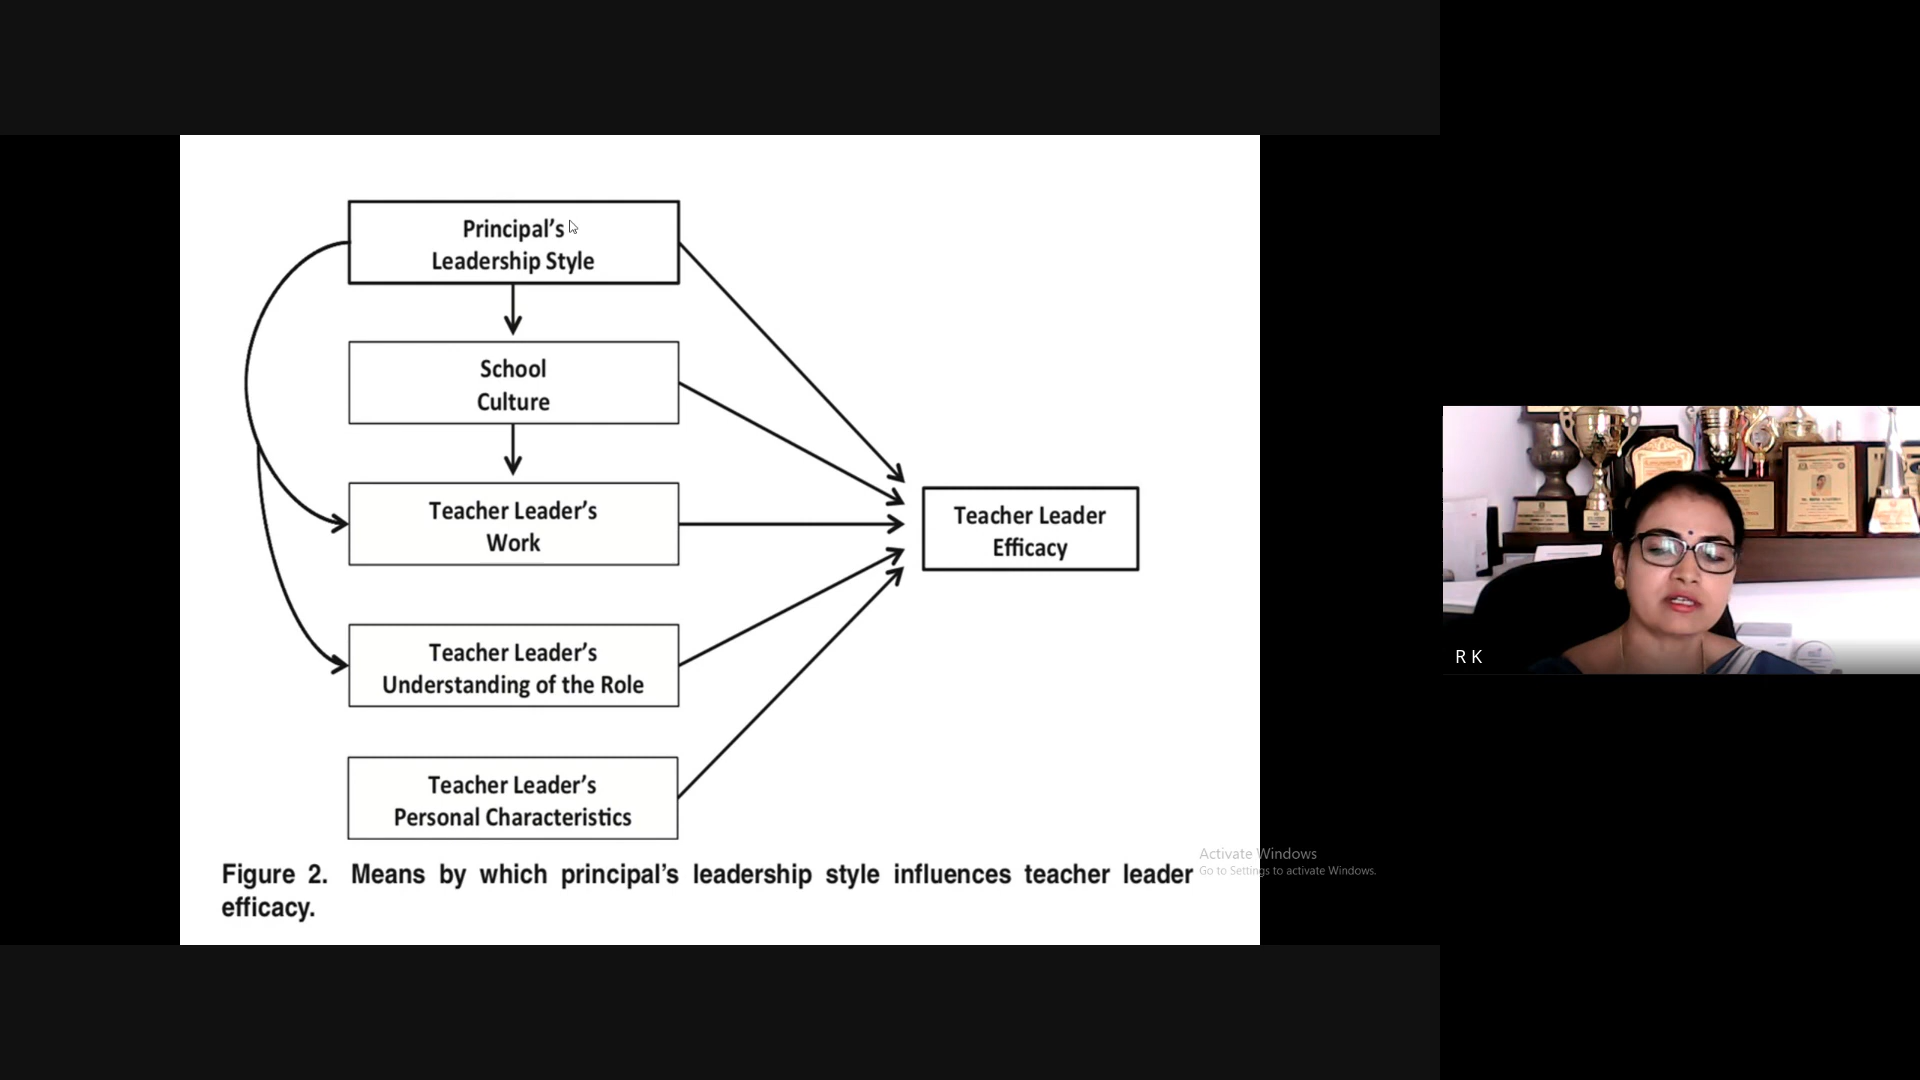 Principal's
Leadership Style
School
Culture
Teacher Leader's
Work
Teacher Leader's
Understanding of the Role
Teacher Leader's
Personal Characteristics
Teacher Leader
Efficacy
Figure 2. Means by which principal's leadership style influences teacher leader
efficacy.
Activate Windows
Go to Settings to activate Windows.
R K